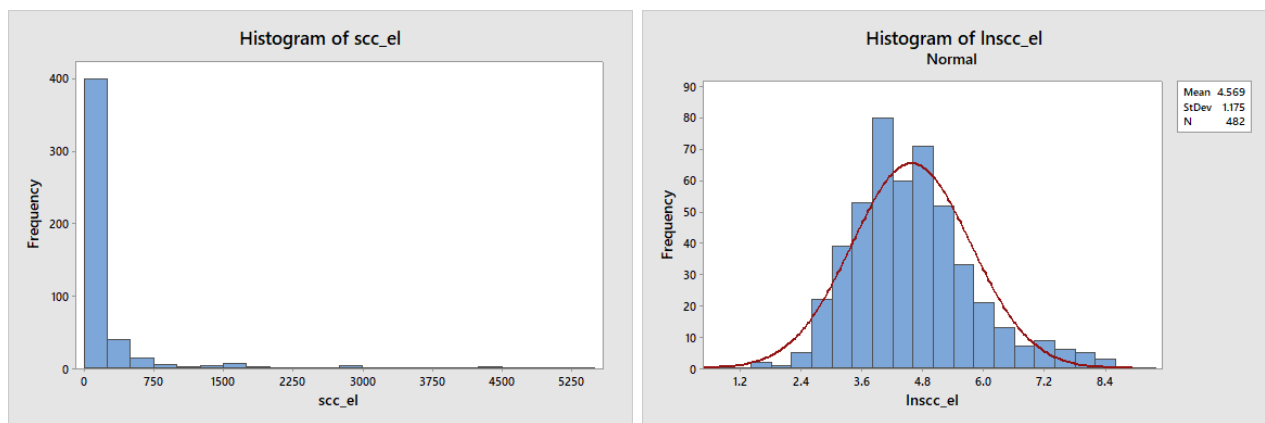 Histogram of scc_el
Frequency
400
300
200
100
0
0 750 1500 2250 3000 3750 4500 5250
scc_el
Histogram of lnscc_el
Normal
Mean 4.569
StDev 1.175
N 482
Frequency
90
80
70
60
50
40
30
20
10
0
1.2 2.4 3.6 4.8 6.0 7.2 8.4
lnscc_el